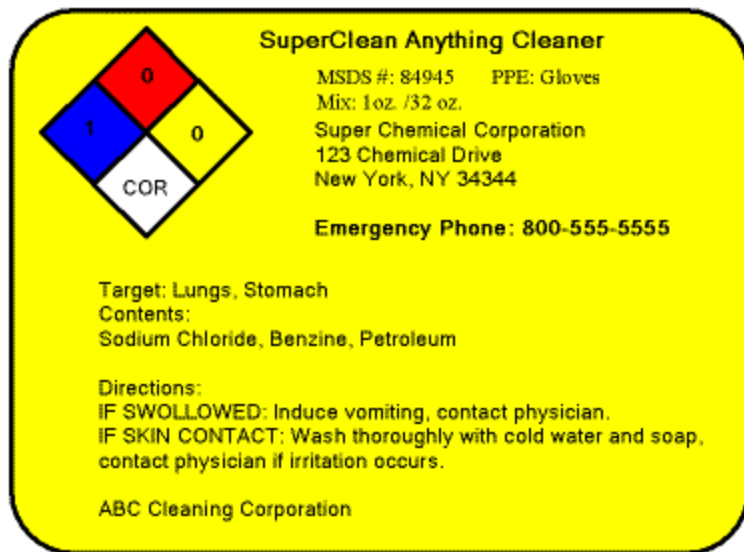 SuperClean Anything Cleaner
0
1
0
COR
MSDS #: 84945 PPE: Gloves
Mix: 1oz. /32 oz.
Super Chemical Corporation
123 Chemical Drive
New York, NY 34344
Emergency Phone: 800-555-5555
Target: Lungs, Stomach
Contents:
Sodium Chloride, Benzine, Petroleum
Directions:
IF SWOLLOWED: Induce vomiting, contact physician.
IF SKIN CONTACT: Wash thoroughly with cold water and soap,
contact physician if irritation occurs.
ABC Cleaning Corporation